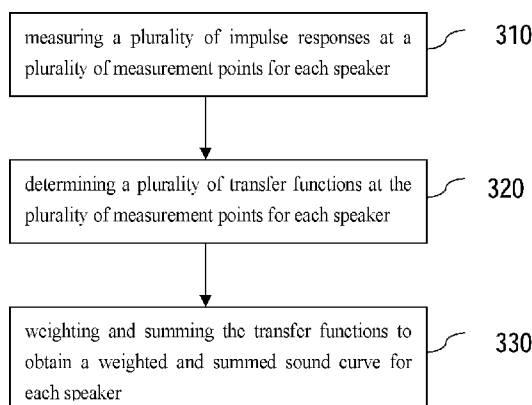 measuring a plurality of impulse responses at a
plurality of measurement points for each speaker
310
determining a plurality of transfer functions at the
plurality of measurement points for each speaker
320
weighting and summing the transfer functions to
obtain a weighted and summed sound curve for
each speaker
330